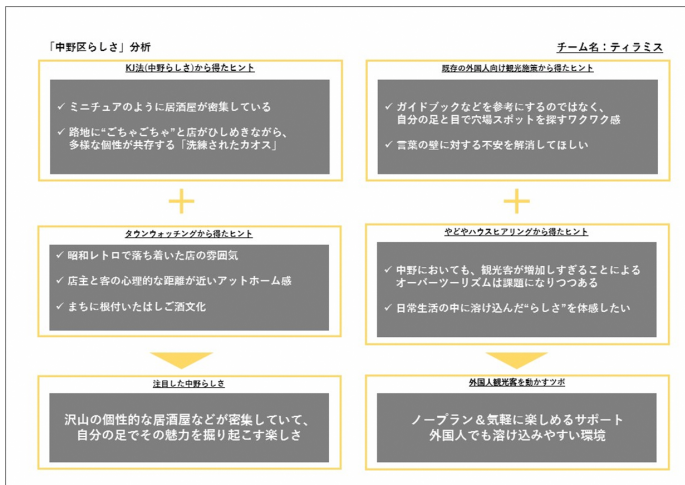 「中野区らしさ」分析
チーム名：ティラミス
KJ法(中野らしさ)から得たヒント
✓ ミニチュアのように居酒屋が密集している
✓ 路地に“ごちゃごちゃ”と店がひしめきながら、
多様な個性が共存する「洗練されたカオス」
既存の外国人向け観光施策から得たヒント
✓ ガイドブックなどを参考にするのではなく、
自分の足と目で穴場スポットを探すワクワク感
✓ 言葉の壁に対する不安を解消してほしい
+
+
タウンウォッチングから得たヒント
✓ 昭和レトロで落ち着いた店の雰囲気
✓ 店主と客の心理的な距離が近いアットホーム感
✓ まちに根付いたはしご酒文化
やどやハウスヒアリングから得たヒント
✓ 中野においても、観光客が増加しすぎることによる
オーバーツーリズムは課題になりつつある
✓ 日常生活の中に溶け込んだ“らしさ”を体感したい
注目した中野らしさ
沢山の個性的な居酒屋などが密集していて、
自分の足でその魅力を掘り起こす楽しさ
外国人観光客を動かすツボ
ノープラン＆気軽に楽しめるサポート
外国人でも溶け込みやすい環境